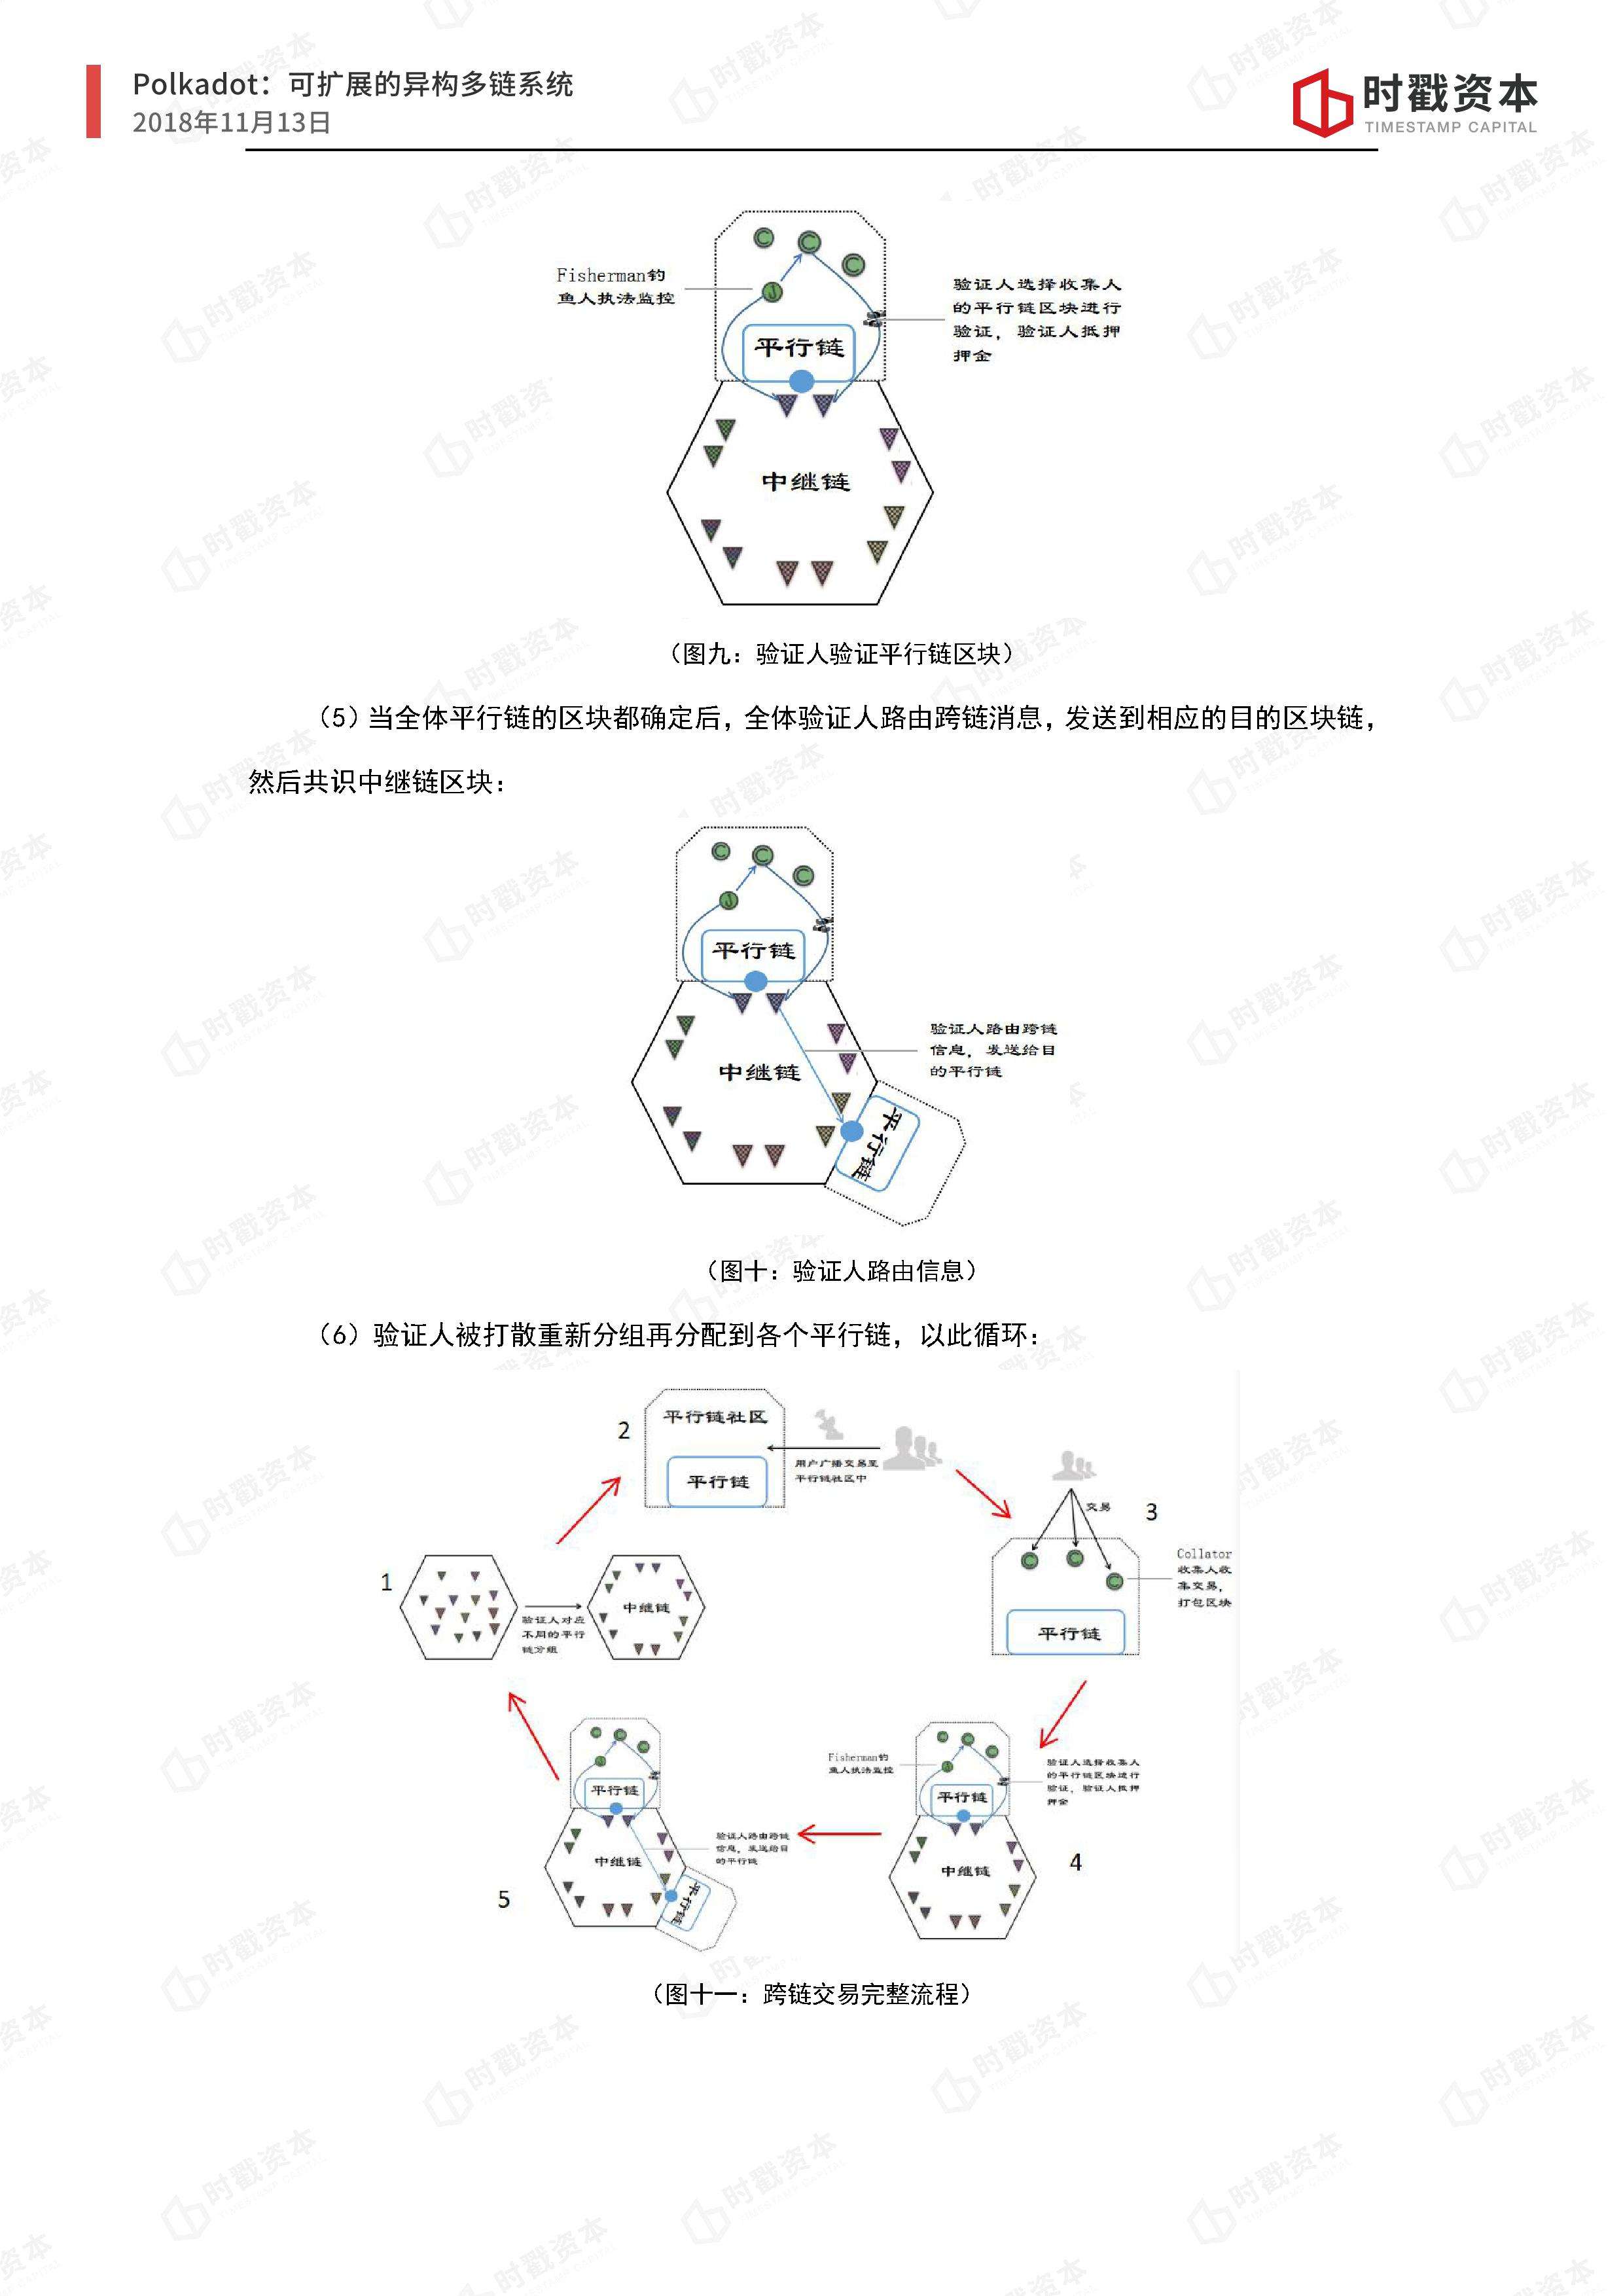 Polkadot：可扩展的异构多链系统
2018年11月13日
时戳资本
TIMESTAMP CAPITAL
C
C
C
J
Fisherman钓
鱼人执法监控
验证人选择收集人
的平行链区块进行
验证，验证人抵押
押金
平行链
中继链
（图九：验证人验证平行链区块）
（5）当全体平行链的区块都确定后，全体验证人路由跨链消息，发送到相应的目的区块链，
然后共识中继链区块：
C
C
C
J
平行链
验证人路由跨链
信息，发送给目
的平行链
中继链
平行链
（图十：验证人路由信息）
（6）验证人被打散重新分组再分配到各个平行链，以此循环：
2
平行链社区
用户广播交易至
平行链社区中
平行链
交易
3
C
C
C
Collator
收集人收
集交易，
打包区块
平行链
1
验证人对应
不同的平行
链分组
中继链
Fisherman钓
鱼人执法监控
验证人选择收集人
的平行链区块进行
验证，验证人抵押
押金
平行链
中继链
4
平行链
验证人路由跨链
信息，发送给目
的平行链
中继链
平行链
5
（图十一：跨链交易完整流程）